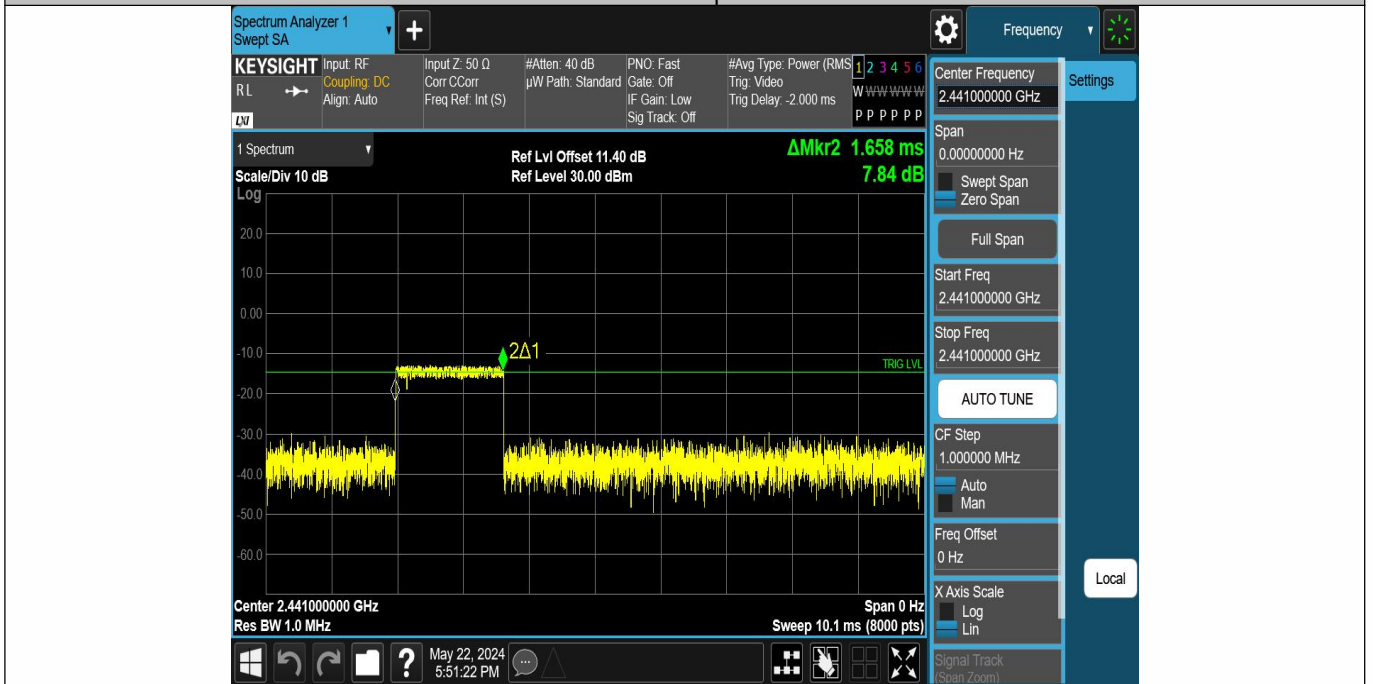 Spectrum Analyzer 1
Swept SA
+
Frequency
KEYSIGHT
RL
LXI
Input: RF
Coupling: DC
Align: Auto
Input Z: 50 Ω
Corr CCorr
Freq Ref: Int (S)
#Atten: 40 dB
µW Path: Standard
PNO: Fast
Gate: Off
IF Gain: Low
Sig Track: Off
#Avg Type: Power (RMS
Trig: Video
Trig Delay: -2.000 ms
1 2 3 4 5 6
W W W W W W
P P P P P P
1 Spectrum
Scale/Div 10 dB
Log
Ref Lvl Offset 11.40 dB
Ref Level 30.00 dBm
ΔMkr2 1.658 ms
7.84 dB
20.0
10.0
0.00
-10.0
-20.0
-30.0
-40.0
-50.0
-60.0
2Δ1
TRIG LVL
Center 2.441000000 GHz
Res BW 1.0 MHz
Span 0 Hz
Sweep 10.1 ms (8000 pts)
?
May 22, 2024
5:51:22 PM
Center Frequency
2.441000000 GHz
Span
0.00000000 Hz
Swept Span
Zero Span
Full Span
Start Freq
2.441000000 GHz
Stop Freq
2.441000000 GHz
AUTO TUNE
CF Step
1.000000 MHz
Auto
Man
Freq Offset
0 Hz
X Axis Scale
Log
Lin
Signal Track
(Span Zoom)
Settings
Local